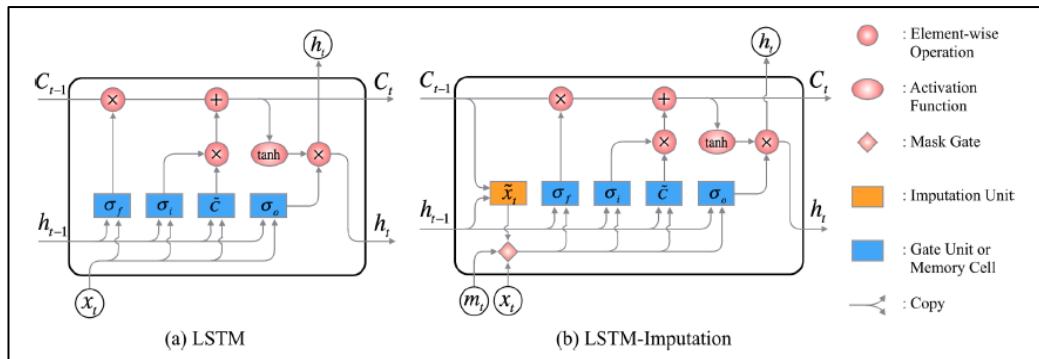 h_t
C_{t-1}
C_t
×
+
tanh
×
×
σ_f
σ_i
c̃
σ_o
h_{t-1}
h_t
x_t
(a) LSTM
h_t
C_{t-1}
C_t
×
+
×
tanh
×
x̃_t
σ_f
σ_i
c̃
σ_o
h_{t-1}
h_t
m_t
x_t
(b) LSTM-Imputation
: Element-wise
Operation
: Activation
Function
: Mask Gate
: Imputation Unit
: Gate Unit or
Memory Cell
: Copy